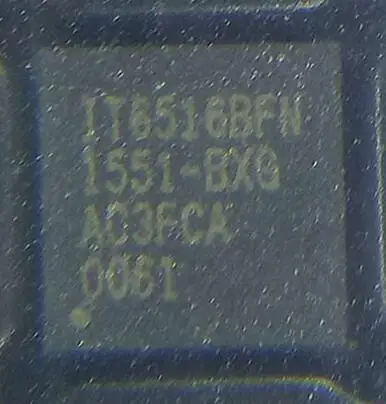 IT6516BFN
1551-BXG
AC3FCA
0061